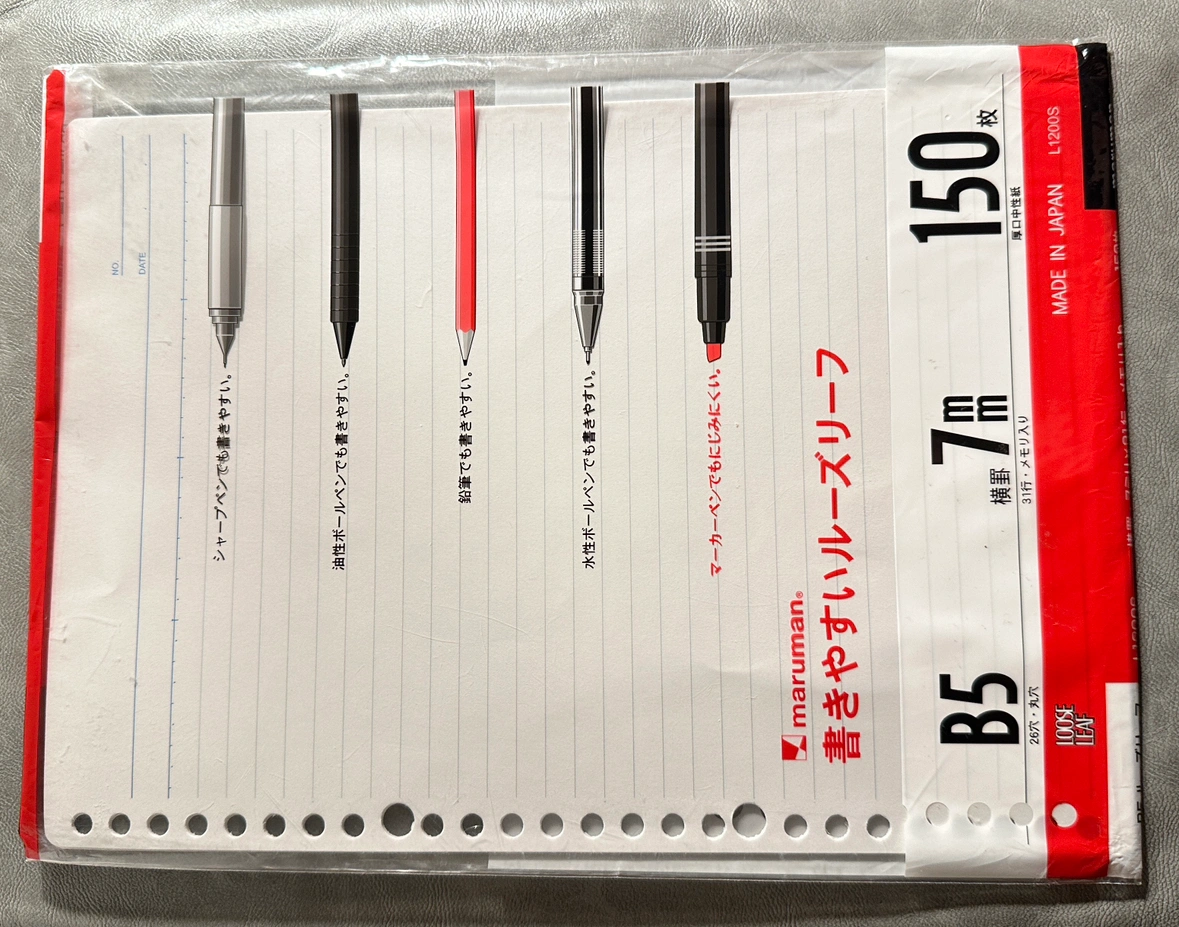 NO.
DATE
シャープペンでも書きやすい。
油性ボールペンでも書きやすい。
鉛筆でも書きやすい。
水性ボールペンでも書きやすい。
マーカーペンでもにじみにくい。
maruman®
書きやすいルーズリーフ
B5 横罫 7mm 150枚
26穴・丸穴 31行・メモリ入り 厚口中性紙
LOOSE LEAF MADE IN JAPAN L1200S